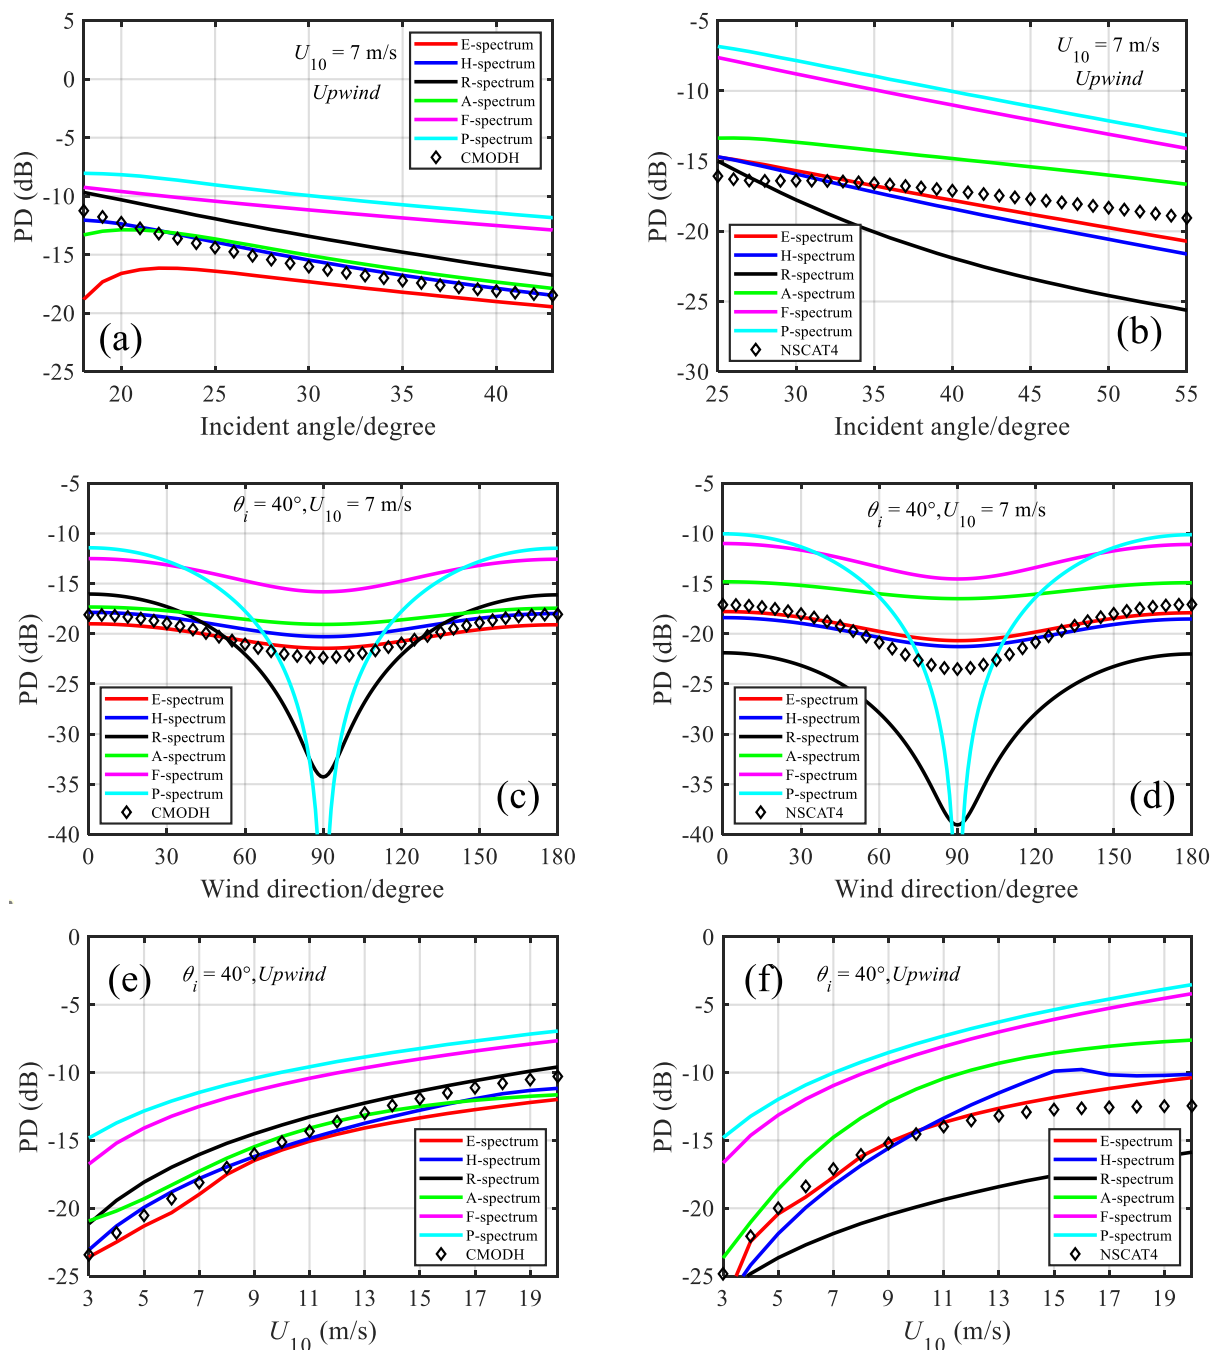 5
0
-5
-10
-15
-20
-25
PD (dB)
U10 = 7 m/s
Upwind
E-spectrum
H-spectrum
R-spectrum
A-spectrum
F-spectrum
P-spectrum
CMODH
(a)
20 25 30 35 40
Incident angle/degree
-5
-10
-15
-20
-25
-30
PD (dB)
U10 = 7 m/s
Upwind
E-spectrum
H-spectrum
R-spectrum
A-spectrum
F-spectrum
P-spectrum
NSCAT4
(b)
25 30 35 40 45 50 55
Incident angle/degree
-5
-10
-15
-20
-25
-30
-35
-40
PD (dB)
θi = 40°, U10 = 7 m/s
E-spectrum
H-spectrum
R-spectrum
A-spectrum
F-spectrum
P-spectrum
CMODH
(c)
0 30 60 90 120 150 180
Wind direction/degree
-5
-10
-15
-20
-25
-30
-35
-40
PD (dB)
θi = 40°, U10 = 7 m/s
E-spectrum
H-spectrum
R-spectrum
A-spectrum
F-spectrum
P-spectrum
NSCAT4
(d)
0 30 60 90 120 150 180
Wind direction/degree
0
-5
-10
-15
-20
-25
PD (dB)
(e)
θi = 40°, Upwind
E-spectrum
H-spectrum
R-spectrum
A-spectrum
F-spectrum
P-spectrum
CMODH
3 5 7 9 11 13 15 17 19
U10 (m/s)
0
-5
-10
-15
-20
-25
PD (dB)
(f)
θi = 40°, Upwind
E-spectrum
H-spectrum
R-spectrum
A-spectrum
F-spectrum
P-spectrum
NSCAT4
3 5 7 9 11 13 15 17 19
U10 (m/s)